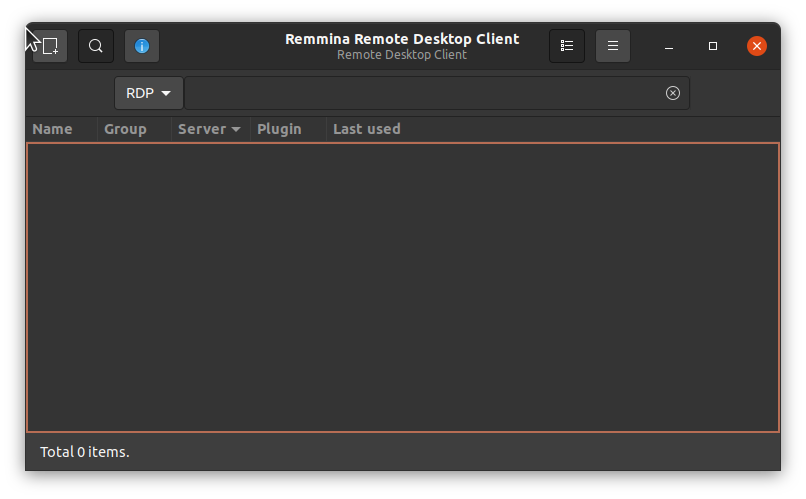 Remmina Remote Desktop Client
Remote Desktop Client
RDP
Name Group Server Plugin Last used
Total 0 items.